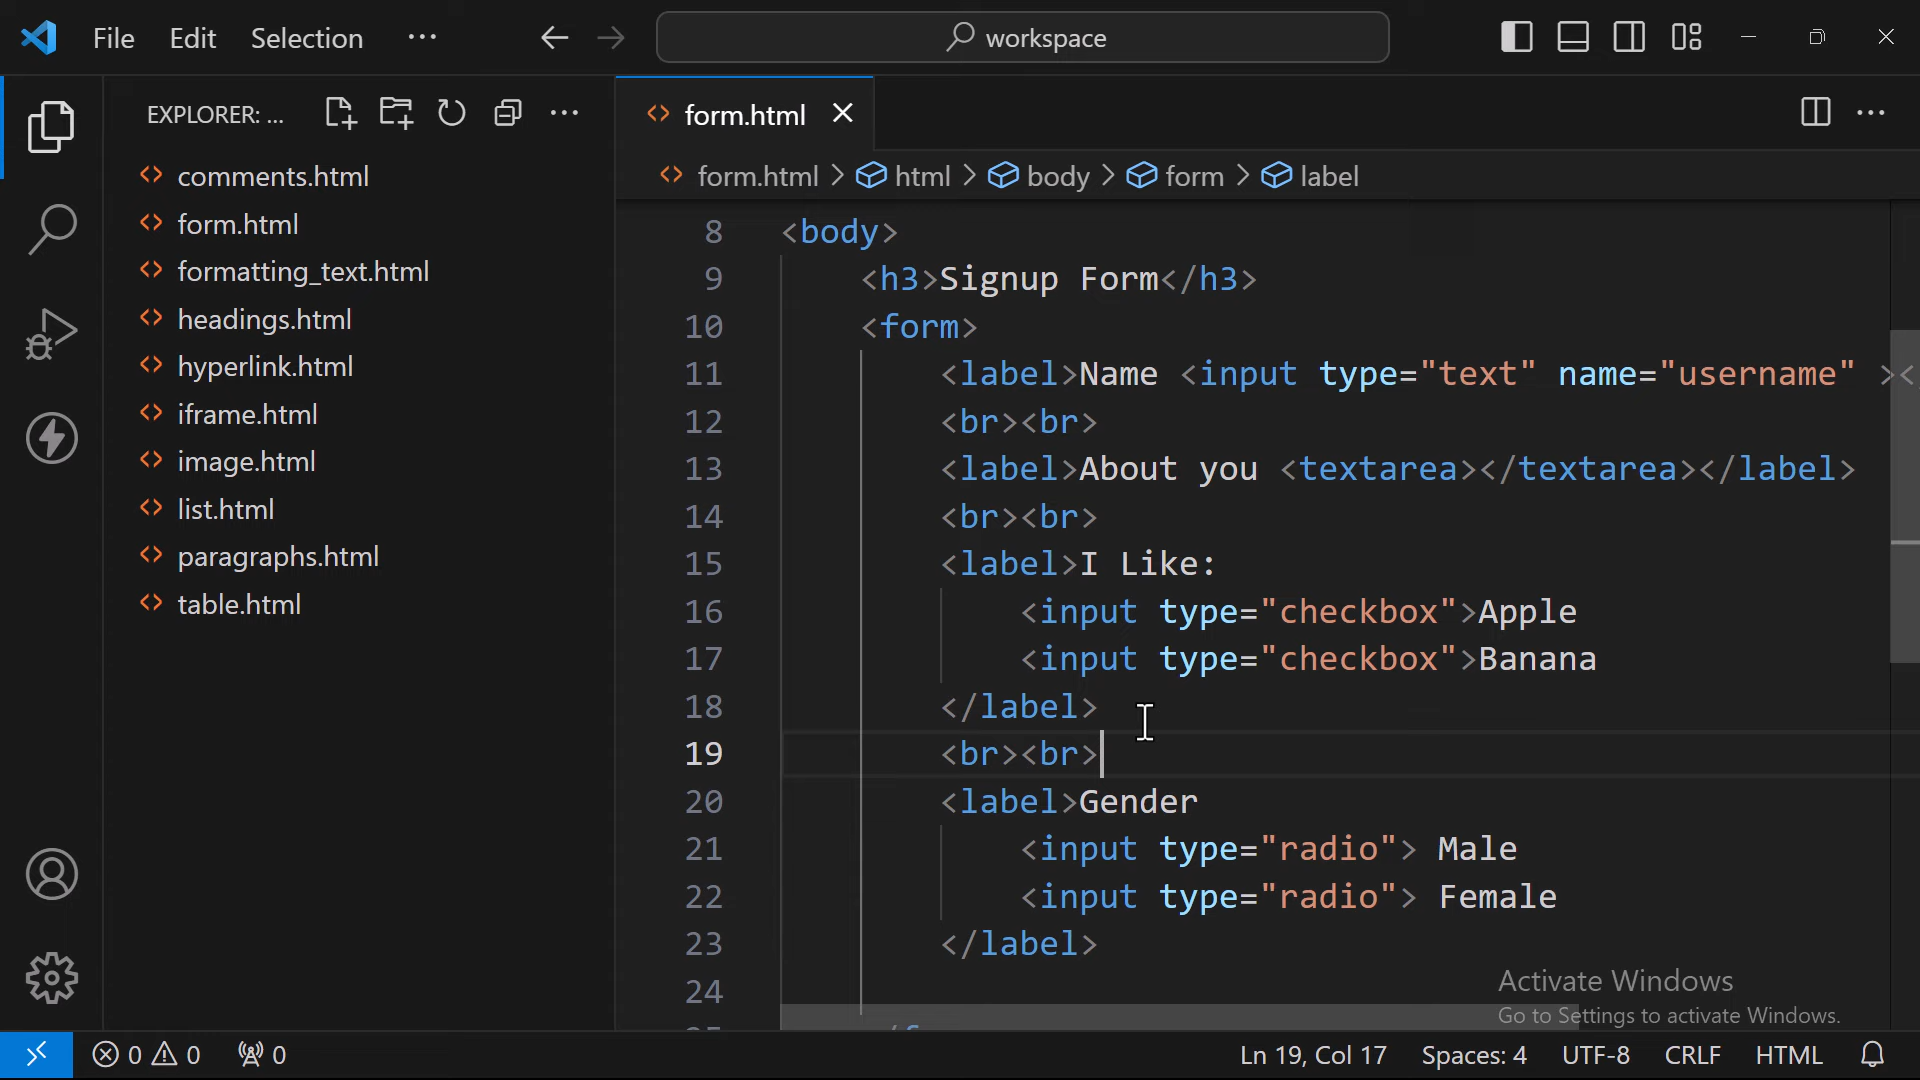 File Edit Selection ··· workspace
EXPLORER: ...
form.html
form.html > html > body > form > label
comments.html
form.html
formatting_text.html
headings.html
hyperlink.html
iframe.html
image.html
list.html
paragraphs.html
table.html
8 <body>
9 <h3>Signup Form</h3>
10 <form>
11 <label>Name <input type="text" name="username" ><
12 <br><br>
13 <label>About you <textarea></textarea></label>
14 <br><br>
15 <label>I Like:
16 <input type="checkbox">Apple
17 <input type="checkbox">Banana
18 </label>
19 <br><br>
20 <label>Gender
21 <input type="radio"> Male
22 <input type="radio"> Female
23 </label>
24
Activate Windows
Go to Settings to activate Windows.
0 0 0 Ln 19, Col 17 Spaces: 4 UTF-8 CRLF HTML